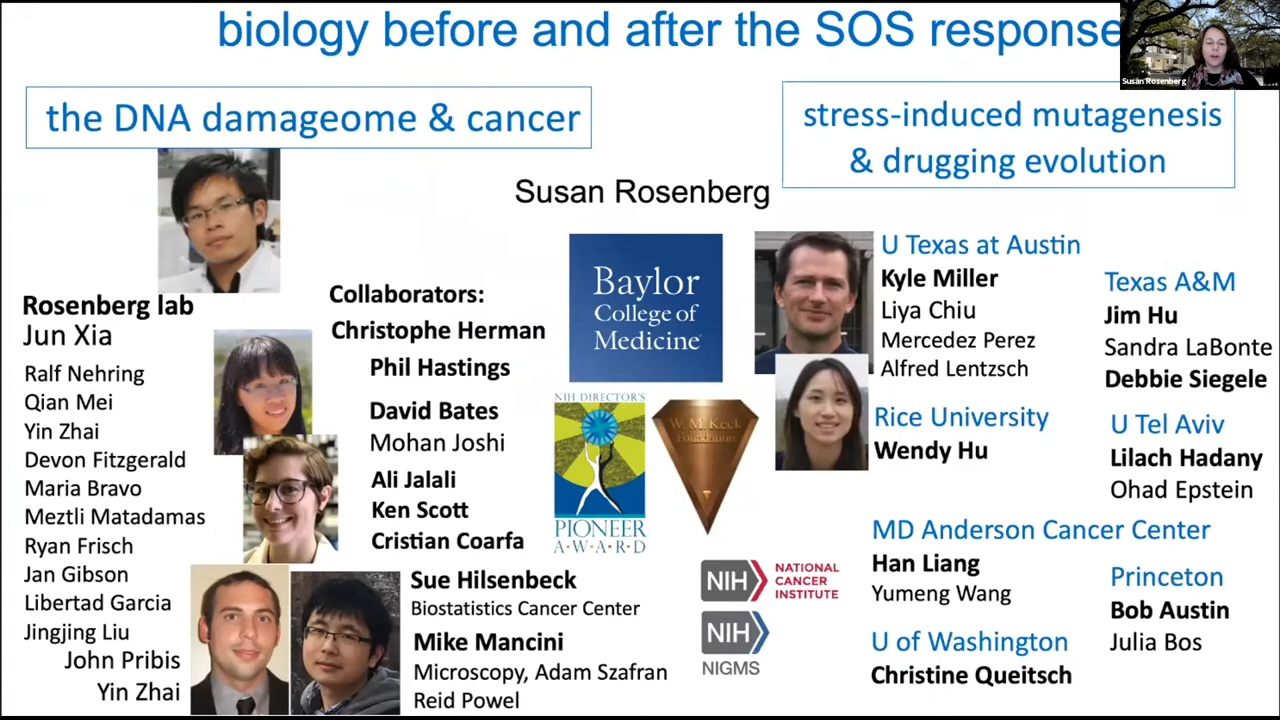 biology before and after the SOS response
Susan Rosenberg
the DNA damageome & cancer
stress-induced mutagenesis
& drugging evolution
Susan Rosenberg
Rosenberg lab
Jun Xia
Ralf Nehring
Qian Mei
Yin Zhai
Devon Fitzgerald
Maria Bravo
Meztli Matadamas
Ryan Frisch
Jan Gibson
Libertad Garcia
Jingjing Liu
John Pribis
Yin Zhai
Collaborators:
Christophe Herman
Phil Hastings
David Bates
Mohan Joshi
Ali Jalali
Ken Scott
Cristian Coarfa
Sue Hilsenbeck
Biostatistics Cancer Center
Mike Mancini
Microscopy, Adam Szafran
Reid Powel
Baylor
College of
Medicine
NIH DIRECTOR'S
PIONEER
A•W•A•R•D
W. M. Keck
Foundation
NIH
NATIONAL
CANCER
INSTITUTE
NIH
NIGMS
U Texas at Austin
Kyle Miller
Liya Chiu
Mercedez Perez
Alfred Lentzsch
Rice University
Wendy Hu
MD Anderson Cancer Center
Han Liang
Yumeng Wang
U of Washington
Christine Queitsch
Texas A&M
Jim Hu
Sandra LaBonte
Debbie Siegele
U Tel Aviv
Lilach Hadany
Ohad Epstein
Princeton
Bob Austin
Julia Bos